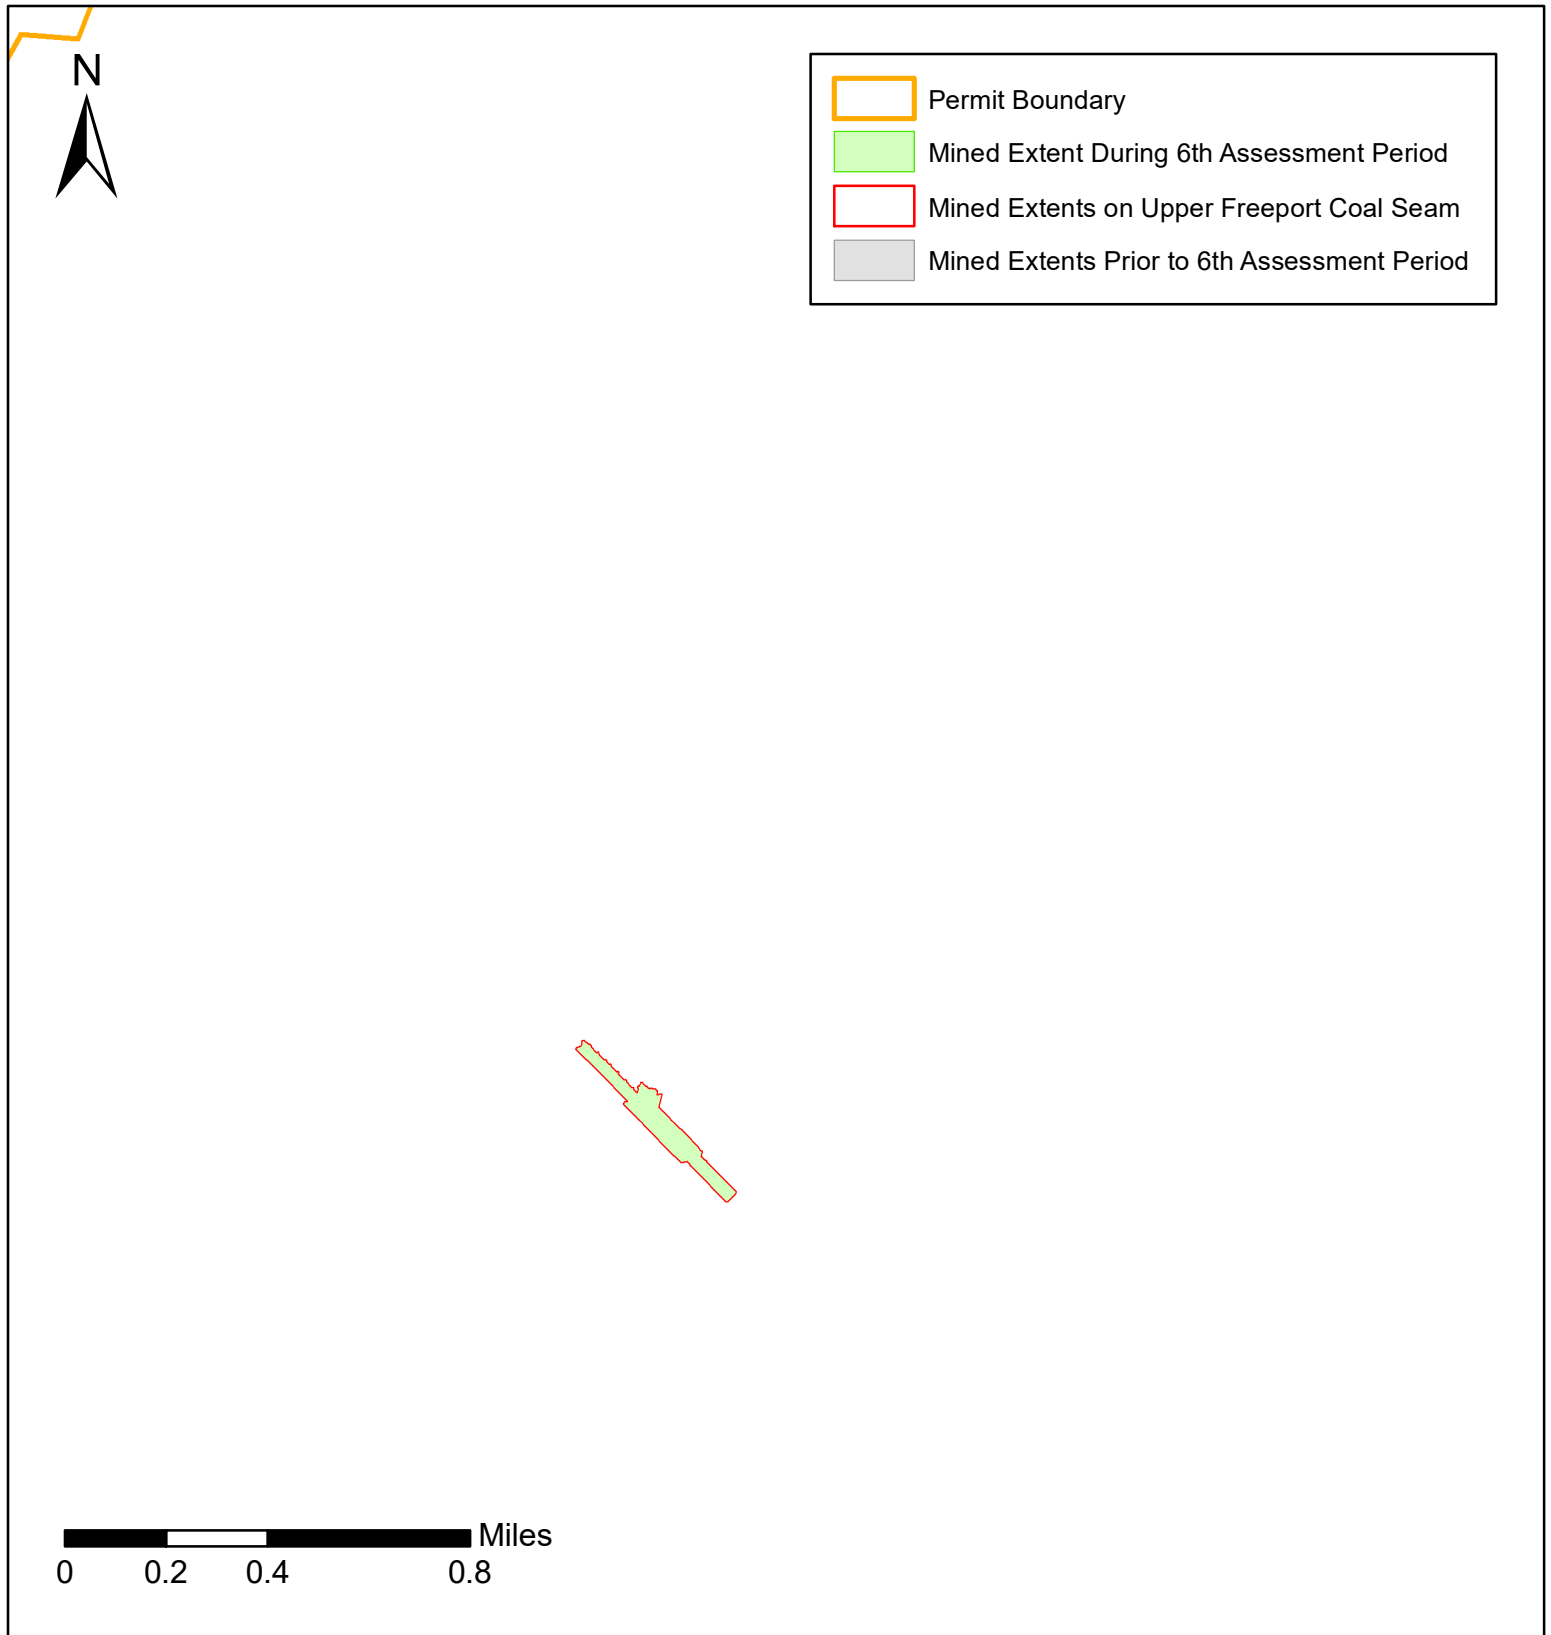 N
Permit Boundary
Mined Extent During 6th Assessment Period
Mined Extents on Upper Freeport Coal Seam
Mined Extents Prior to 6th Assessment Period
Miles
0 0.2 0.4 0.8